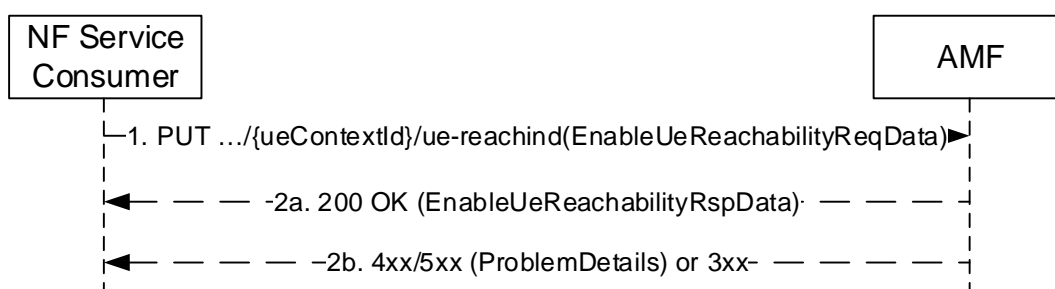 NF Service
Consumer
AMF
1. PUT …/{ueContextId}/ue-reachind(EnableUeReachabilityReqData)
2a. 200 OK (EnableUeReachabilityRspData)
2b. 4xx/5xx (ProblemDetails) or 3xx